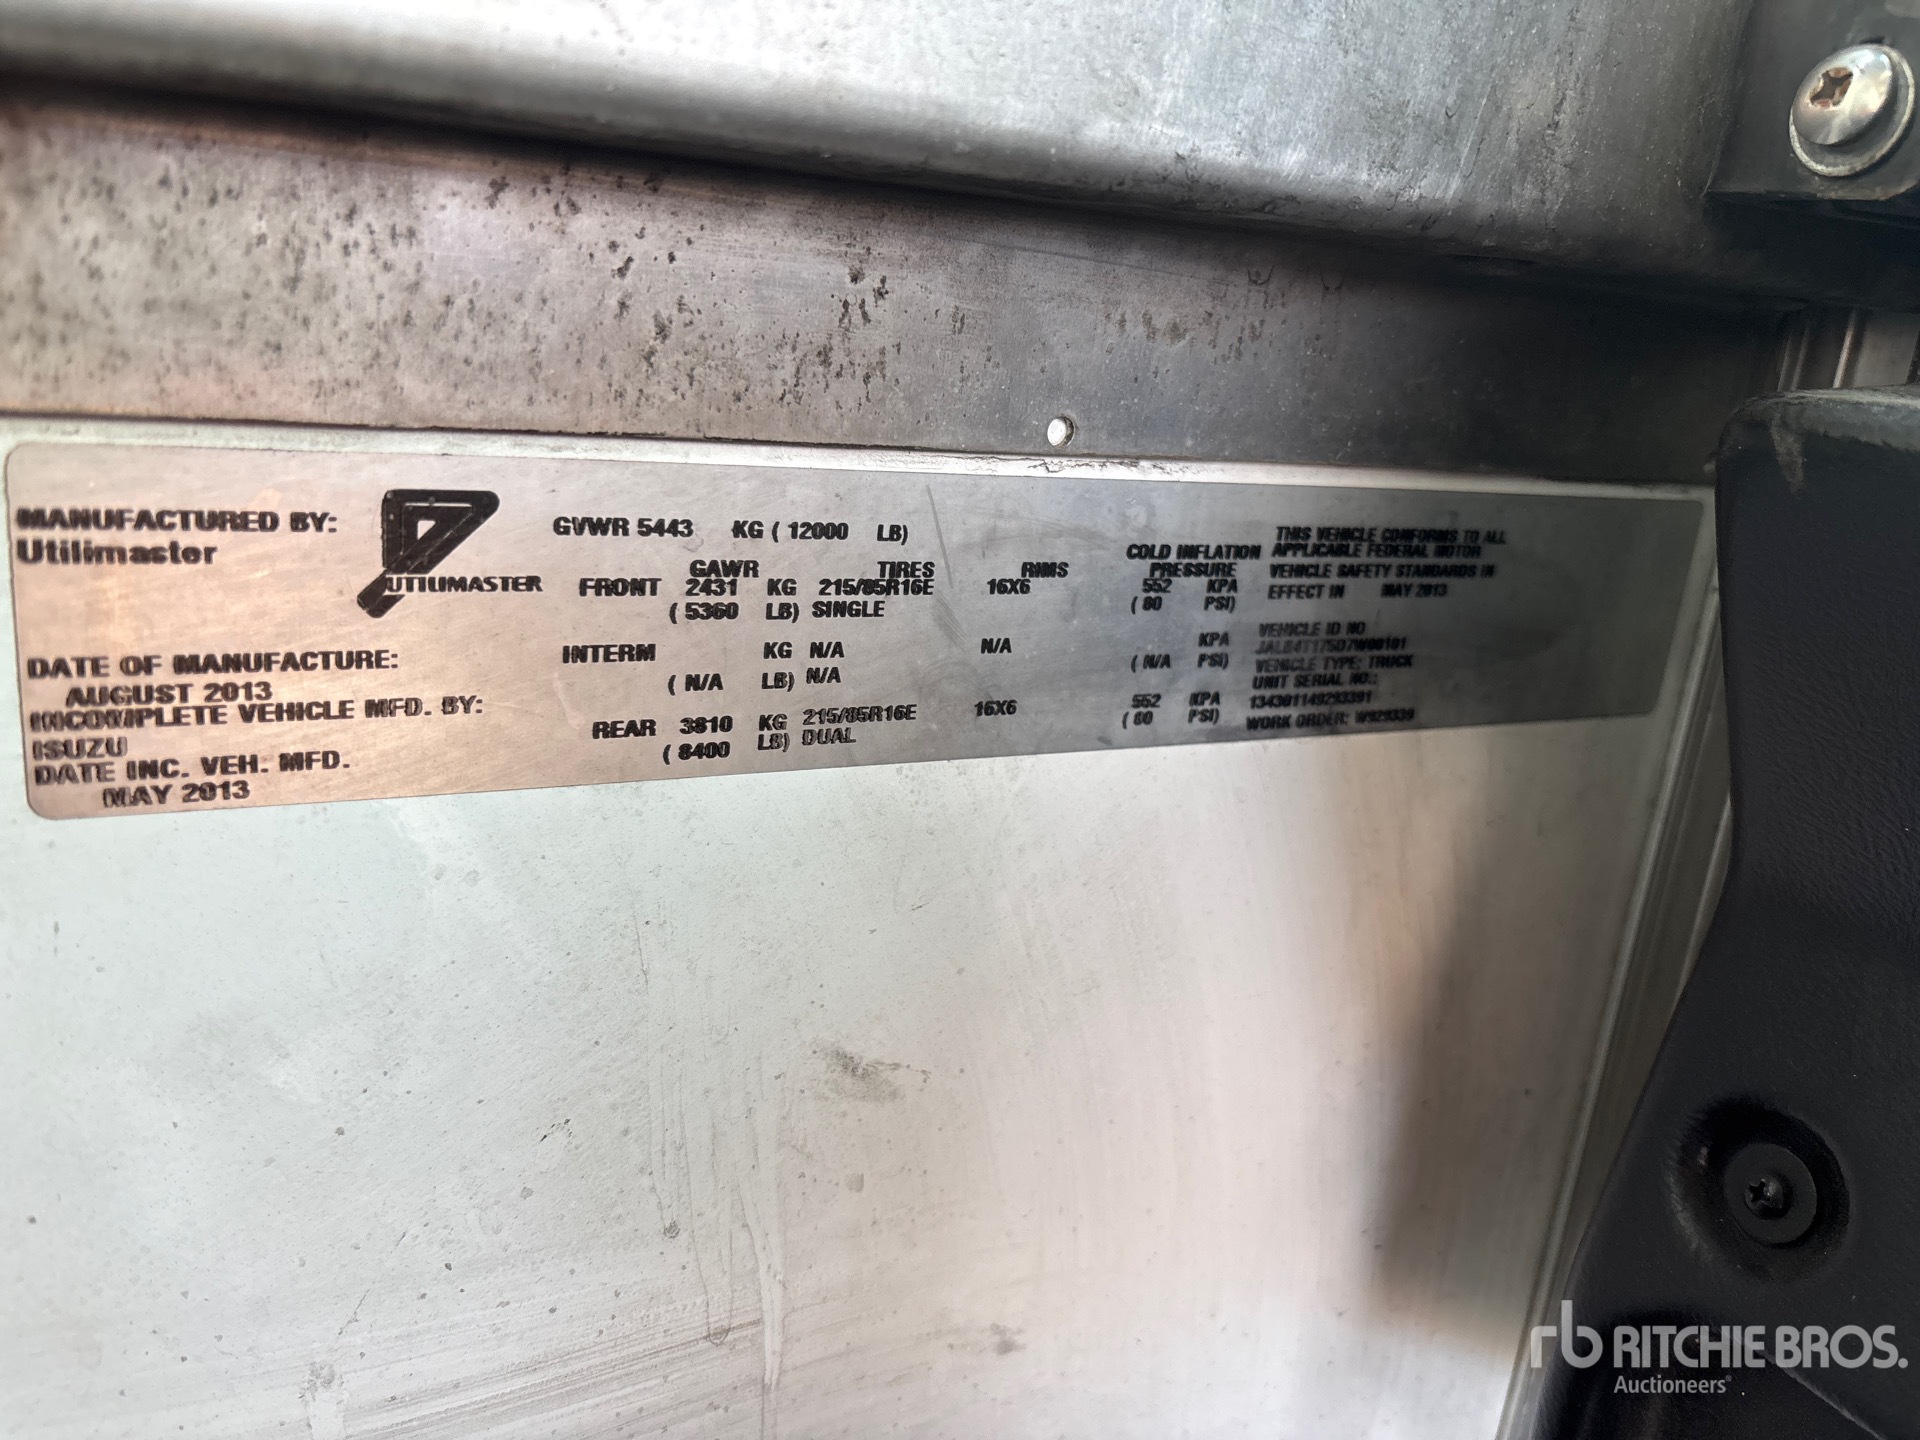 MANUFACTURED BY:
Utilimaster
UTILIMASTER
DATE OF MANUFACTURE:
AUGUST 2013
INCOMPLETE VEHICLE MFD. BY:
ISUZU
DATE INC. VEH. MFD.
MAY 2013
GVWR 5443 KG ( 12000 LB)
GAWR TIRES RIMS COLD INFLATION PRESSURE
FRONT 2431 KG 215/85R16E 16X6 552 KPA
( 5360 LB) SINGLE ( 80 PSI)
INTERM KG N/A N/A KPA
( N/A LB) N/A ( N/A PSI)
REAR 3810 KG 215/85R16E 16X6 552 KPA
( 8400 LB) DUAL ( 80 PSI)
THIS VEHICLE CONFORMS TO ALL
APPLICABLE FEDERAL MOTOR
VEHICLE SAFETY STANDARDS IN
EFFECT IN MAY 2013
VEHICLE ID NO
VEHICLE TYPE: TRUCK
UNIT SERIAL NO.:
WORK ORDER: W929339
rb RITCHIE BROS.
Auctioneers